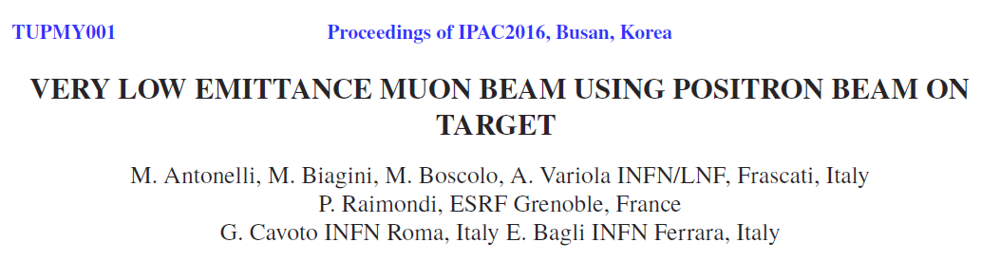 TUPMY001 Proceedings of IPAC2016, Busan, Korea
VERY LOW EMITTANCE MUON BEAM USING POSITRON BEAM ON
TARGET
M. Antonelli, M. Biagini, M. Boscolo, A. Variola INFN/LNF, Frascati, Italy
P. Raimondi, ESRF Grenoble, France
G. Cavoto INFN Roma, Italy E. Bagli INFN Ferrara, Italy